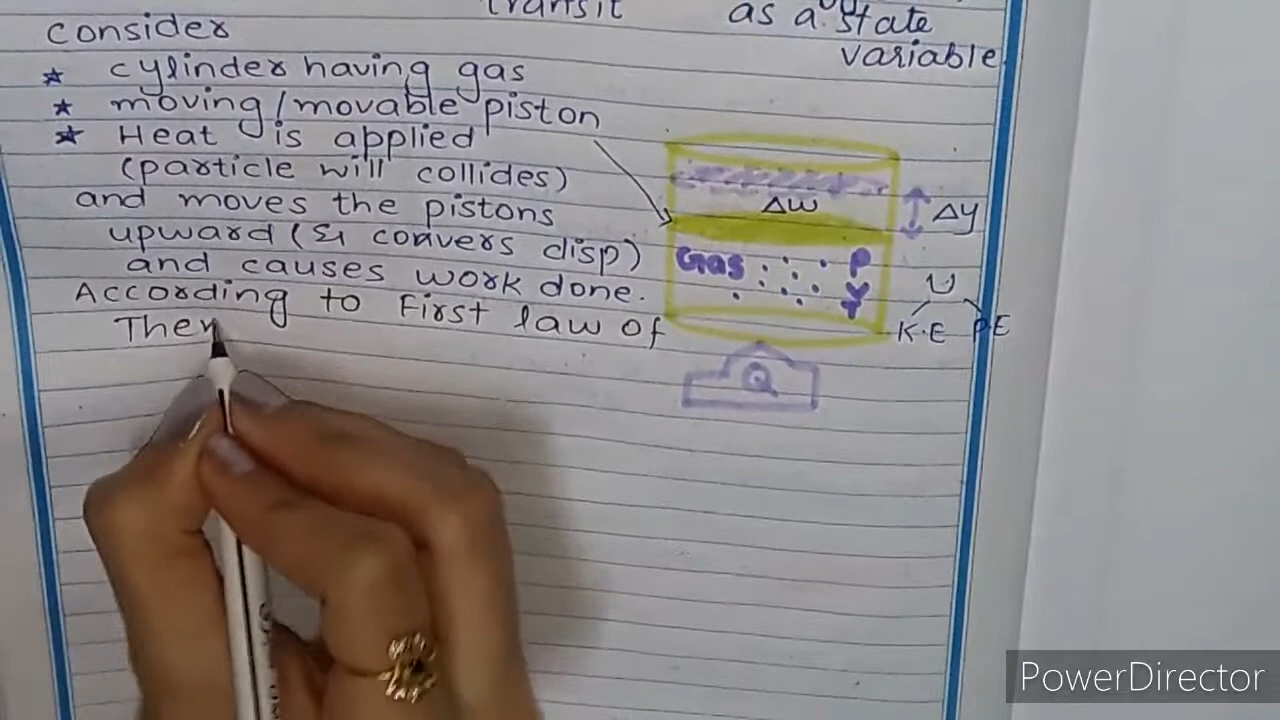 transit as a state
consider variable
* cylinder having gas
* moving/movable piston
* Heat is applied
(particle will collides)
and moves the pistons
upward (& convers disp)
and causes work done.
According to First law of
Ther
ΔW
Δy
Gas P
V
T
U
K.E P.E
Q
PowerDirector